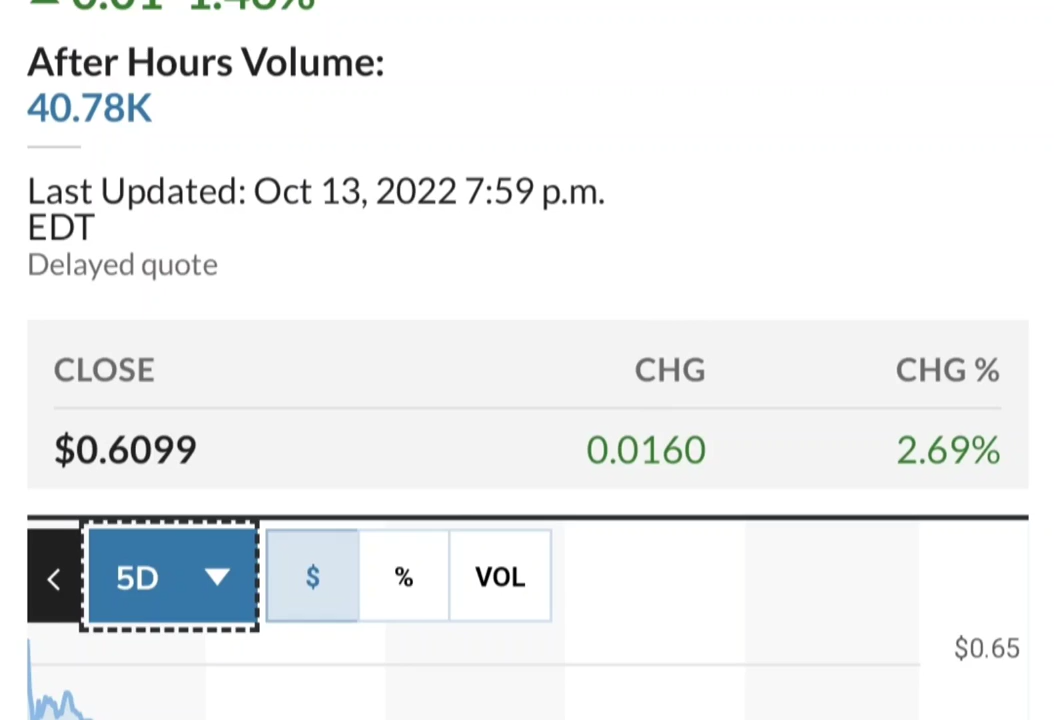 After Hours Volume:
40.78K
Last Updated: Oct 13, 2022 7:59 p.m.
EDT
Delayed quote
CLOSE CHG CHG %
$0.6099 0.0160 2.69%
5D $ % VOL
$0.65